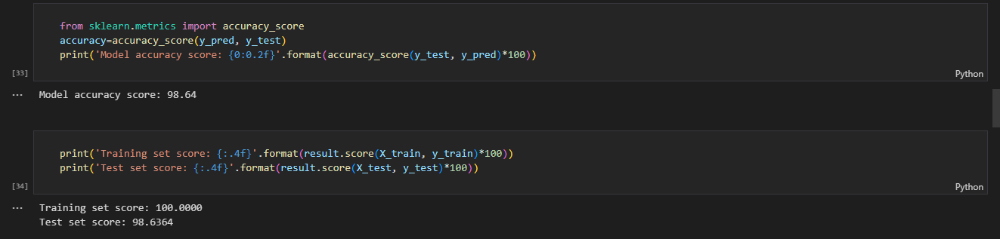 from sklearn.metrics import accuracy_score
accuracy=accuracy_score(y_pred, y_test)
print('Model accuracy score: {0:0.2f}'.format(accuracy_score(y_test, y_pred)*100))
[33]
Python
... Model accuracy score: 98.64
print('Training set score: {:.4f}'.format(result.score(X_train, y_train)*100))
print('Test set score: {:.4f}'.format(result.score(X_test, y_test)*100))
[34]
Python
... Training set score: 100.0000
Test set score: 98.6364